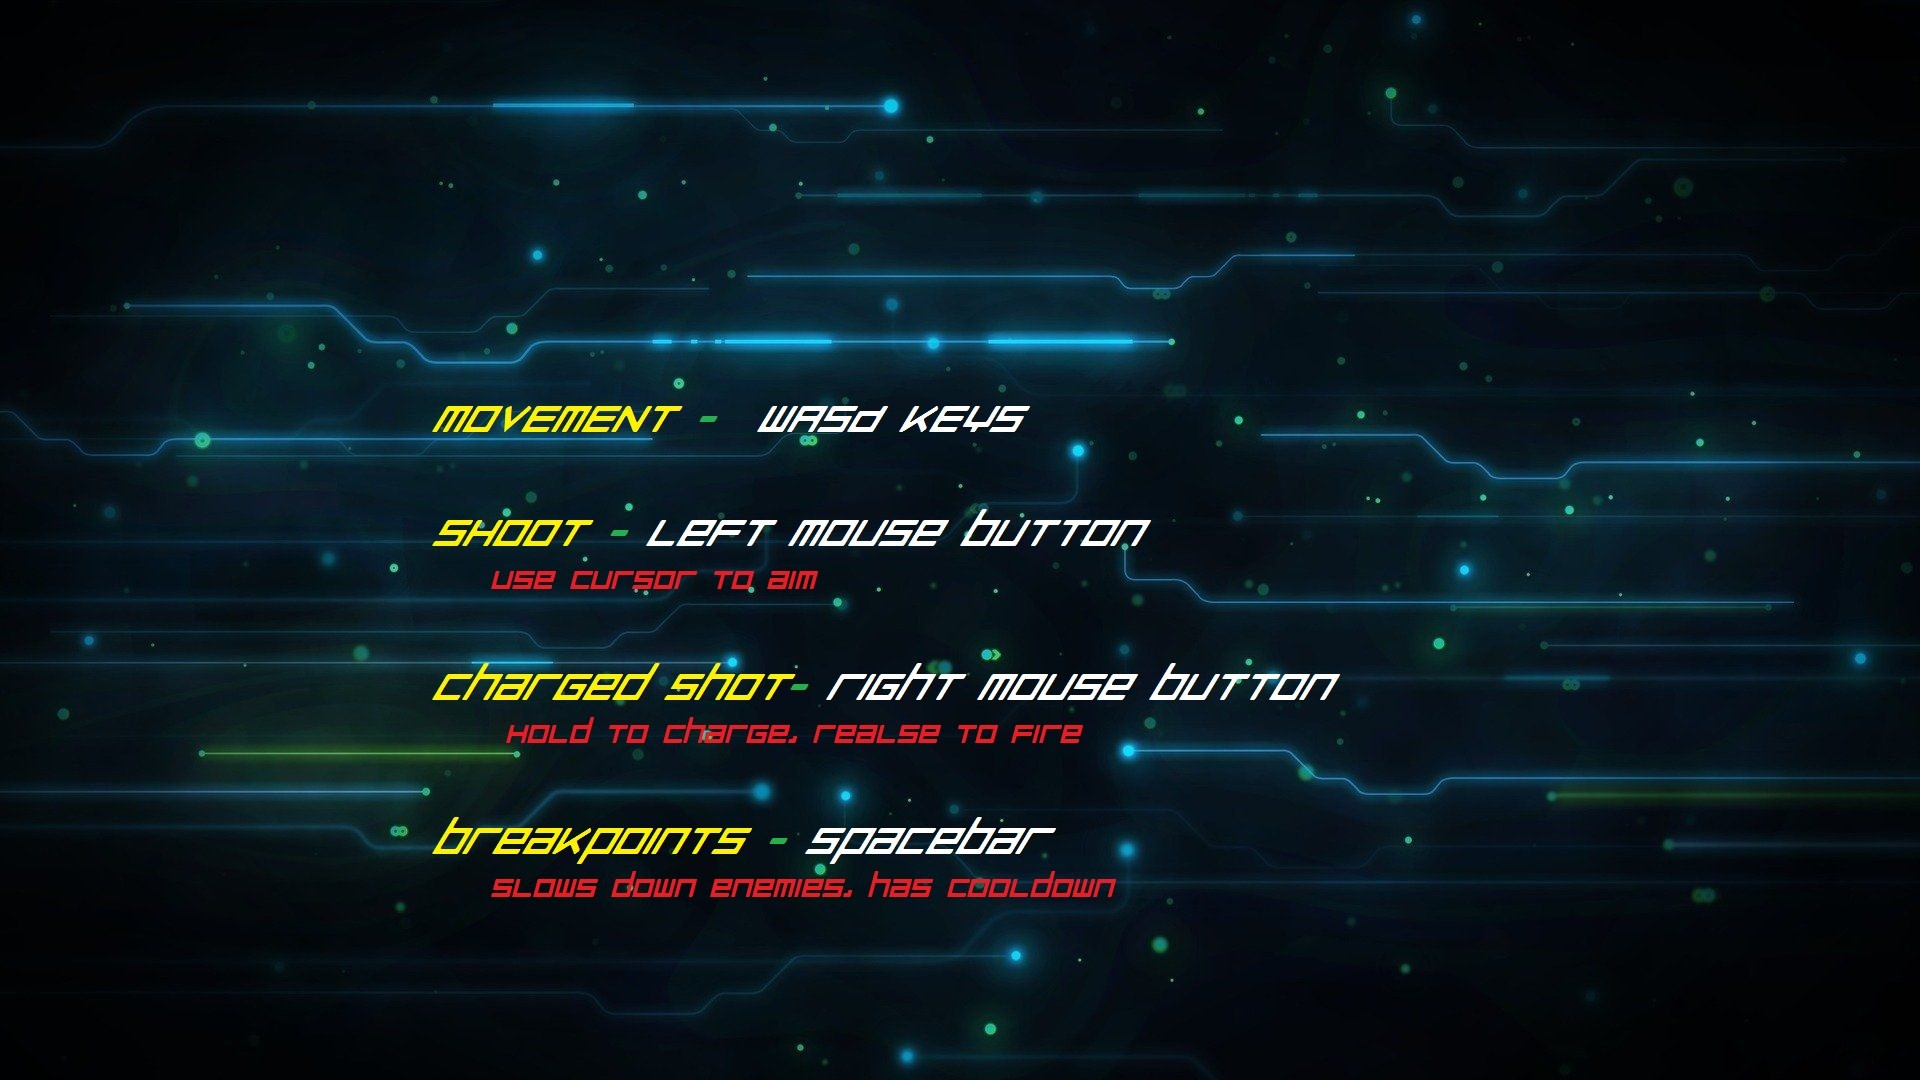 MOVEMENT - WASD KEYS
SHOOT - LEFT MOUSE BUTTON
USE CURSOR TO AIM
CHARGED SHOT- RIGHT MOUSE BUTTON
HOLD TO CHARGE. REALSE TO FIRE
BREAKPOINTS - SPACEBAR
SLOWS DOWN ENEMIES. HAS COOLDOWN